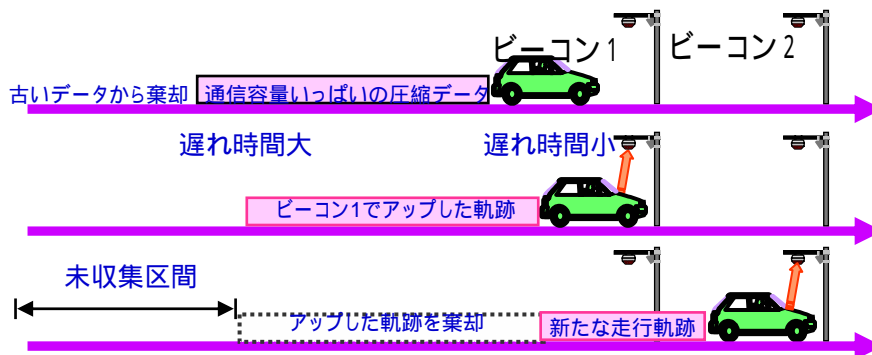 ビーコン1 ビーコン2
古いデータから棄却 通信容量いっぱいの圧縮データ
遅れ時間大 遅れ時間小
ビーコン1でアップした軌跡
未収集区間
アップした軌跡を棄却 新たな走行軌跡